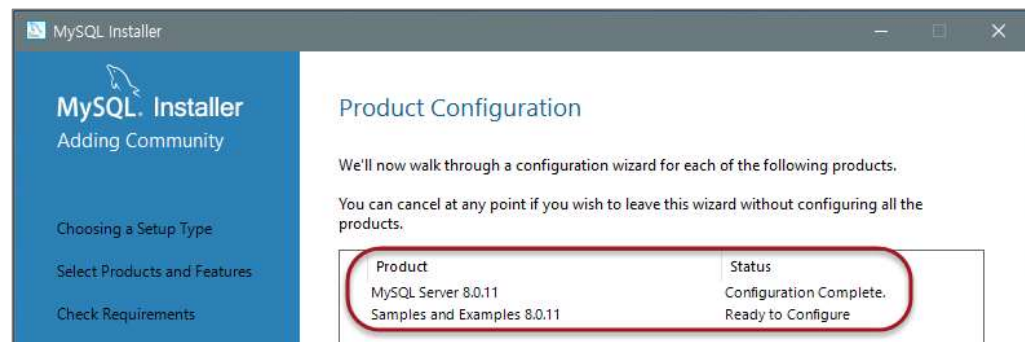 MySQL Installer
MySQL. Installer
Adding Community
Choosing a Setup Type
Select Products and Features
Check Requirements
Product Configuration
We'll now walk through a configuration wizard for each of the following products.
You can cancel at any point if you wish to leave this wizard without configuring all the
products.
Product Status
MySQL Server 8.0.11 Configuration Complete.
Samples and Examples 8.0.11 Ready to Configure